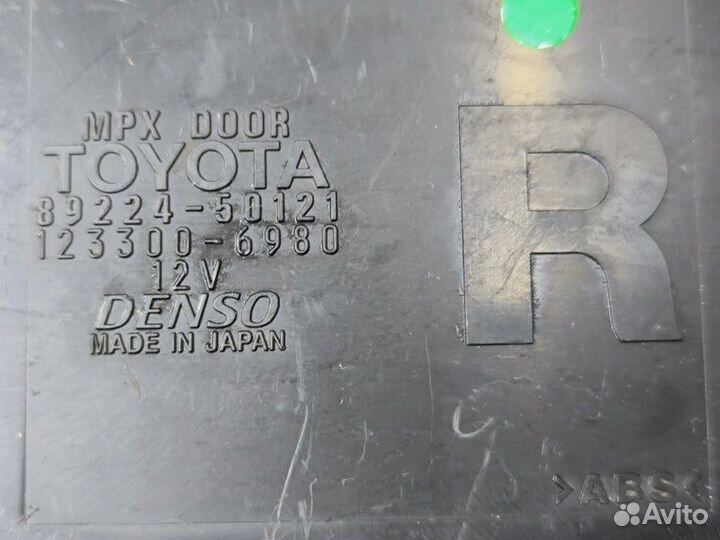 MPX DOOR
TOYOTA
89224-50121
123300-6980
12V
DENSO
MADE IN JAPAN
R
>ABS<
Avito